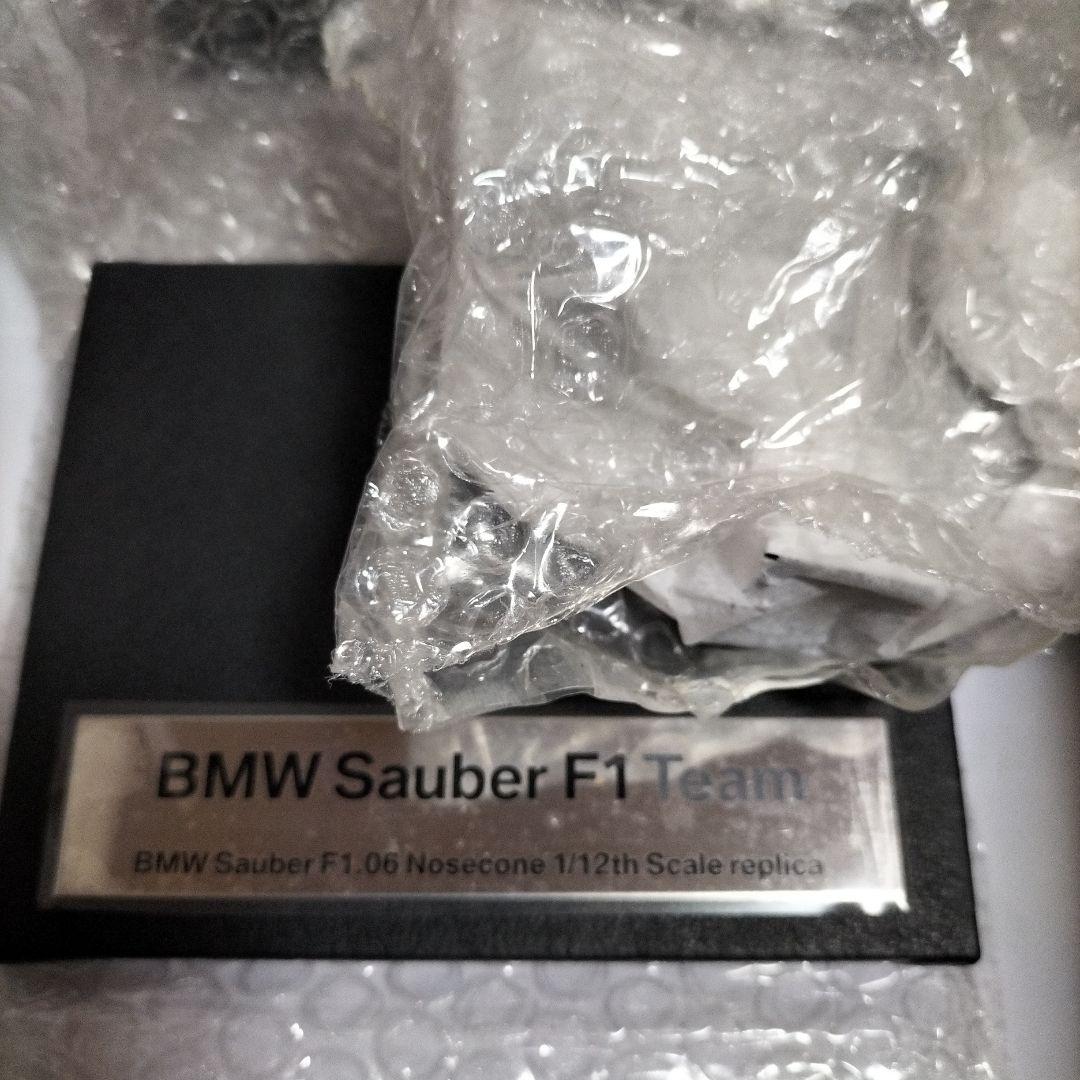 BMW Sauber F1 Team
BMW Sauber F1.06 Nosecone 1/12th Scale replica